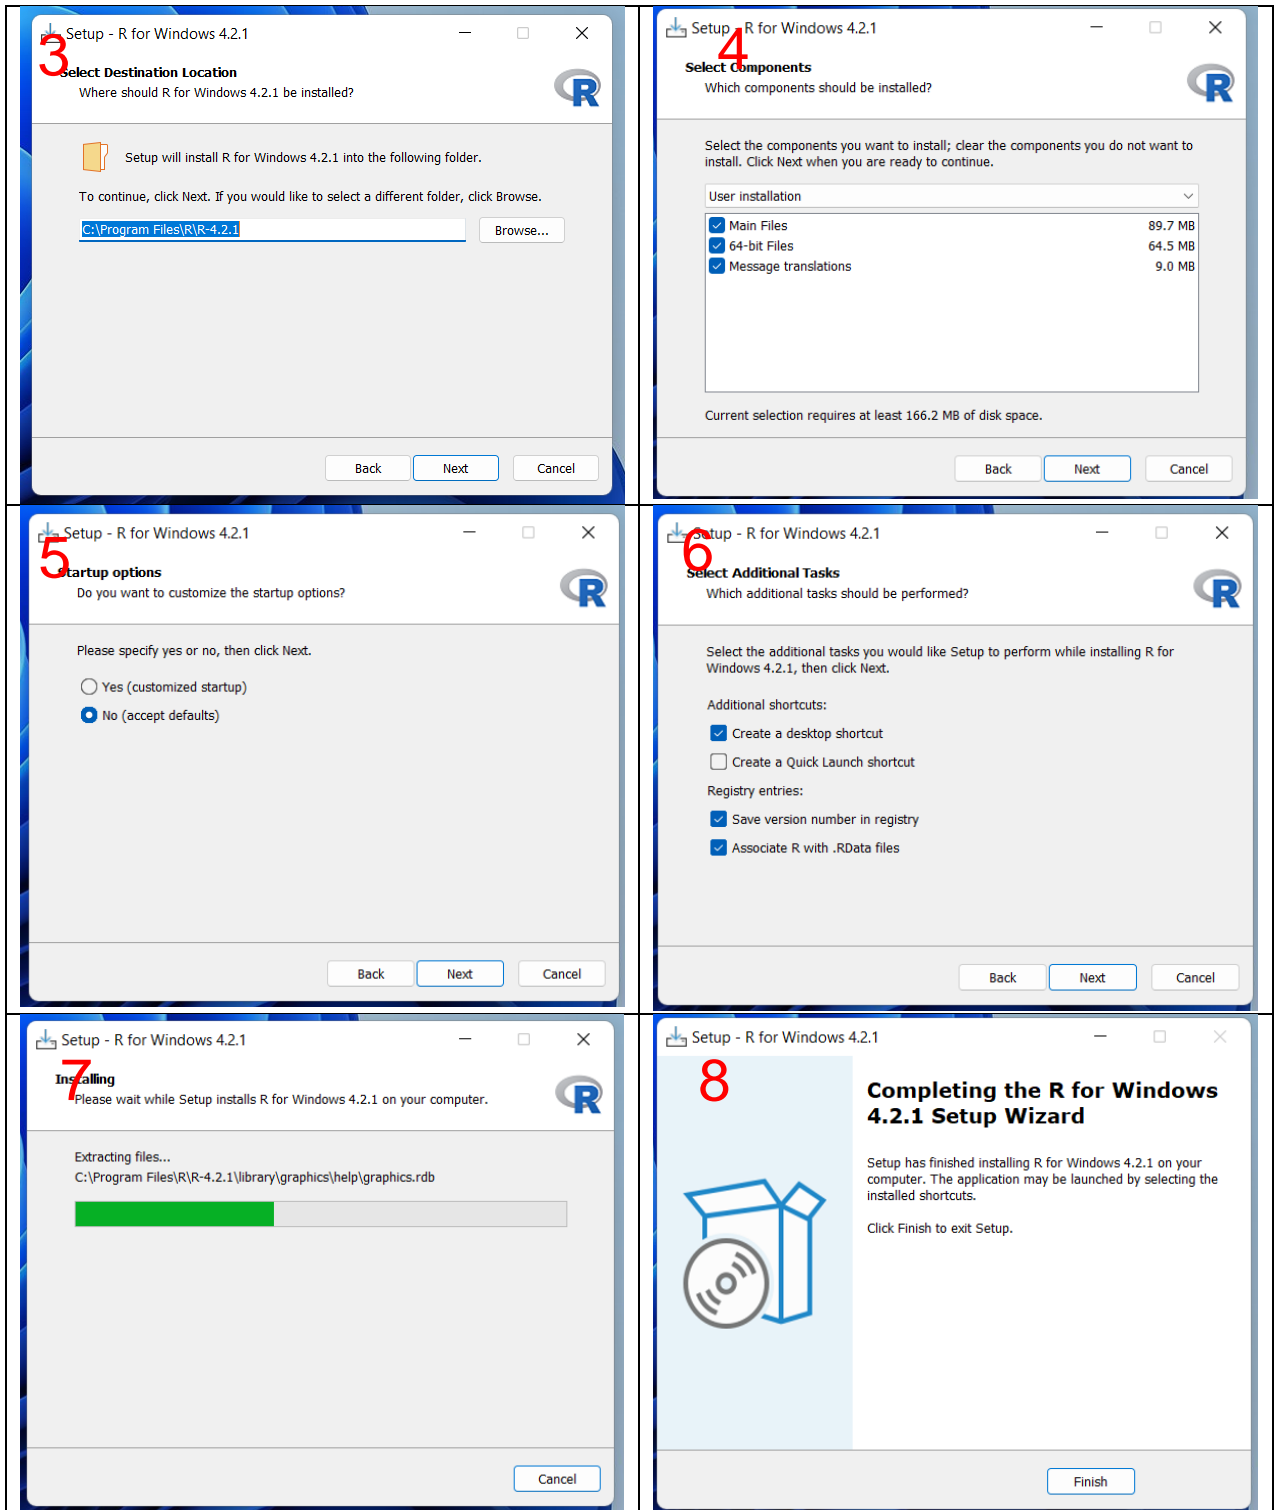 Setup - R for Windows 4.2.1
3
Select Destination Location
Where should R for Windows 4.2.1 be installed?
R
Setup will install R for Windows 4.2.1 into the following folder.
To continue, click Next. If you would like to select a different folder, click Browse.
C:\Program Files\R\R-4.2.1
Browse...
Back Next Cancel
Setup - R for Windows 4.2.1
4
Select Components
Which components should be installed?
R
Select the components you want to install; clear the components you do not want to
install. Click Next when you are ready to continue.
User installation
Main Files 89.7 MB
64-bit Files 64.5 MB
Message translations 9.0 MB
Current selection requires at least 166.2 MB of disk space.
Back Next Cancel
Setup - R for Windows 4.2.1
5
Startup options
Do you want to customize the startup options?
R
Please specify yes or no, then click Next.
Yes (customized startup)
No (accept defaults)
Back Next Cancel
Setup - R for Windows 4.2.1
6
Select Additional Tasks
Which additional tasks should be performed?
R
Select the additional tasks you would like Setup to perform while installing R for
Windows 4.2.1, then click Next.
Additional shortcuts:
Create a desktop shortcut
Create a Quick Launch shortcut
Registry entries:
Save version number in registry
Associate R with .RData files
Back Next Cancel
Setup - R for Windows 4.2.1
7
Installing
Please wait while Setup installs R for Windows 4.2.1 on your computer.
R
Extracting files...
C:\Program Files\R\R-4.2.1\library\graphics\help\graphics.rdb
Cancel
Setup - R for Windows 4.2.1
8
Completing the R for Windows
4.2.1 Setup Wizard
Setup has finished installing R for Windows 4.2.1 on your
computer. The application may be launched by selecting the
installed shortcuts.
Click Finish to exit Setup.
Finish